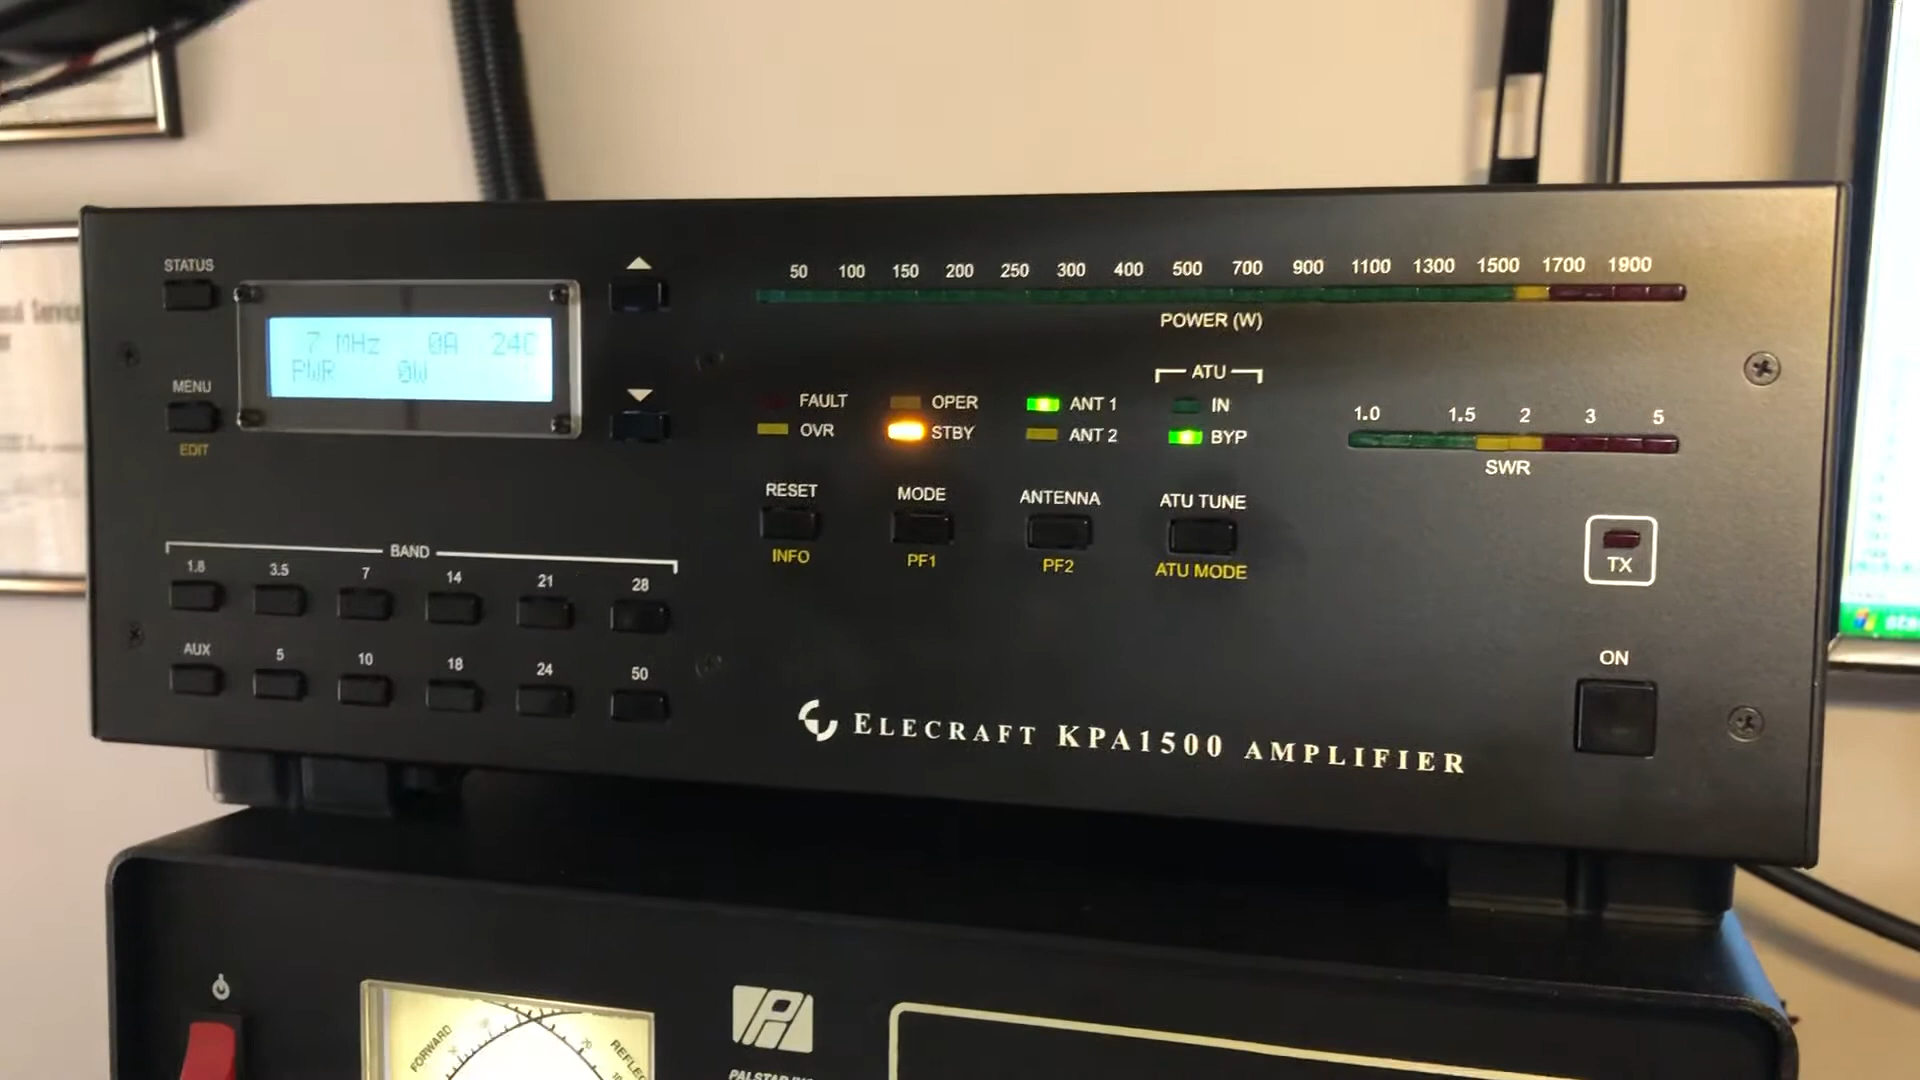 STATUS
7 MHz 0A 24C
PWR 0W
MENU
EDIT
50 100 150 200 250 300 400 500 700 900 1100 1300 1500 1700 1900
POWER (W)
FAULT
OVR
OPER
STBY
ANT 1
ANT 2
ATU
IN
BYP
1.0 1.5 2 3 5
SWR
RESET
INFO
MODE
PF1
ANTENNA
PF2
ATU TUNE
ATU MODE
TX
BAND
1.8 3.5 7 14 21 28
AUX 5 10 18 24 50
ON
ELECRAFT KPA1500 AMPLIFIER
FORWARD
20
PALSTAR